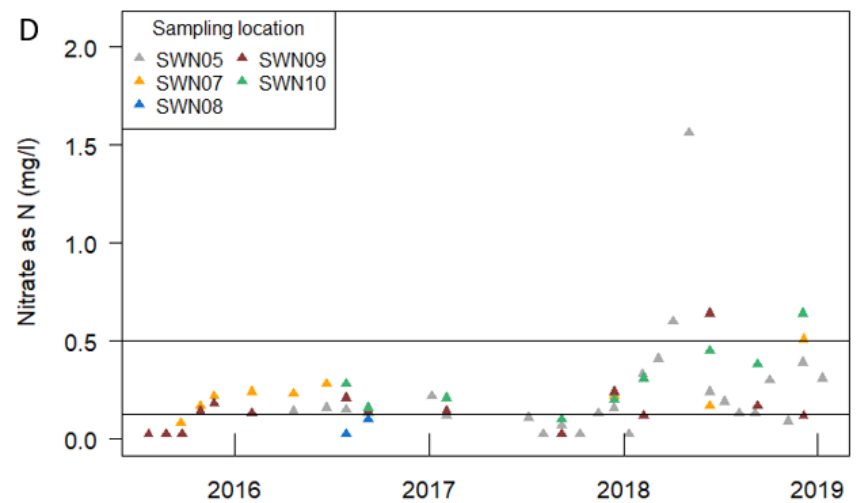 D
Sampling location
SWN05 SWN09
SWN07 SWN10
SWN08
Nitrate as N (mg/l)
2.0
1.5
1.0
0.5
0.0
2016 2017 2018 2019